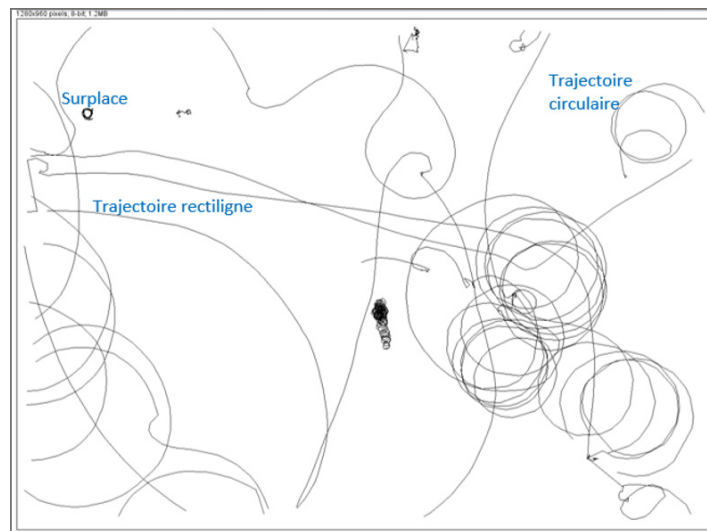 1280x960 pixels; 8-bit; 1.2MB
Surplace
Trajectoire
circulaire
Trajectoire rectiligne